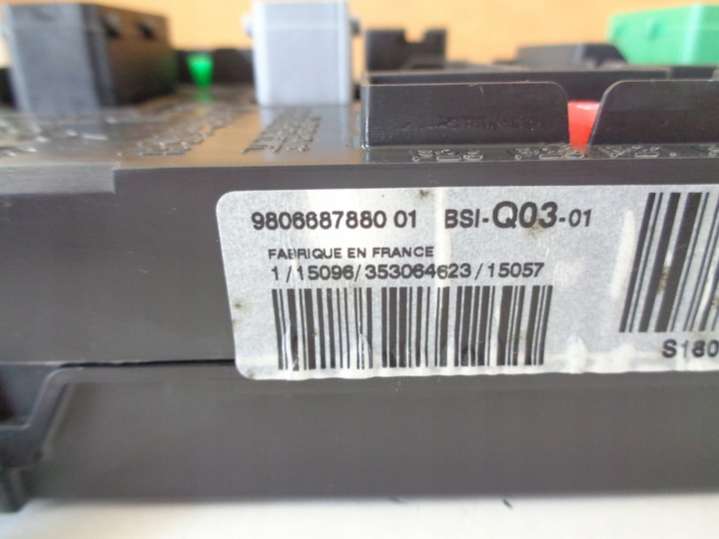 9806687880 01 BSI-Q03-01
FABRIQUE EN FRANCE
1/15096/353064623/15057
S180